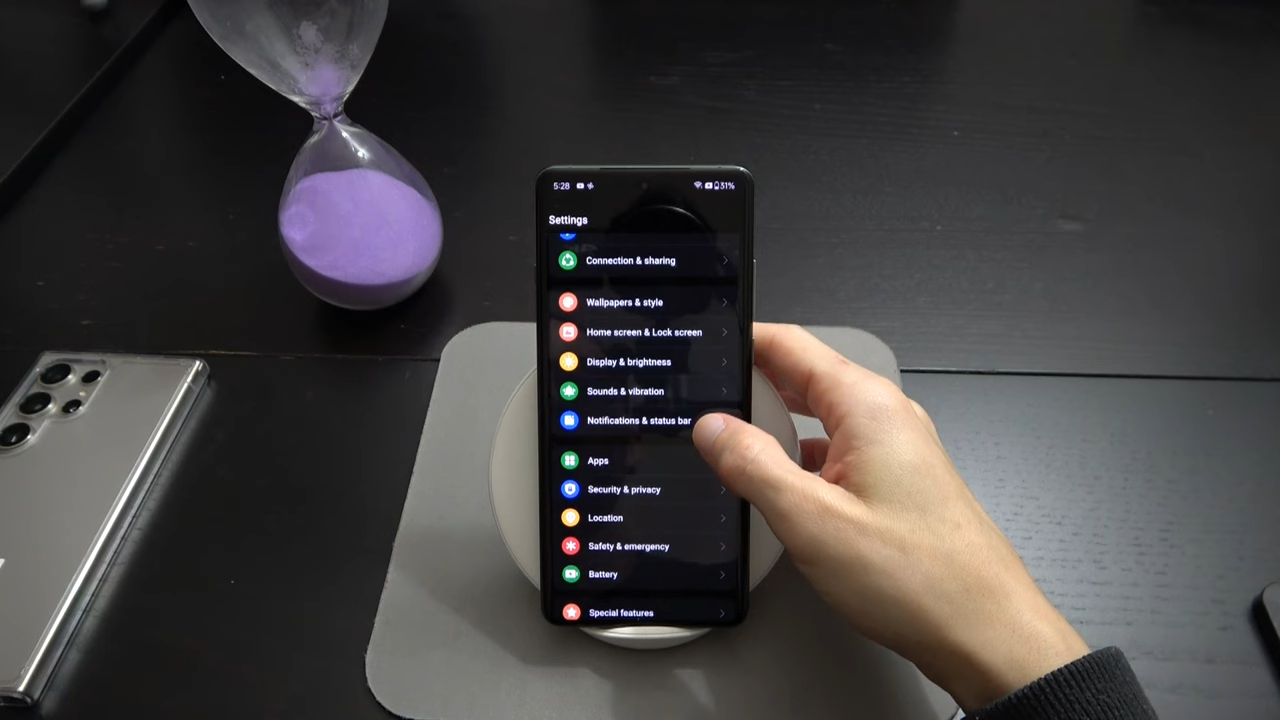 5:28
31%
Settings
Connection & sharing
Wallpapers & style
Home screen & Lock screen
Display & brightness
Sounds & vibration
Notifications & status bar
Apps
Security & privacy
Location
Safety & emergency
Battery
Special features